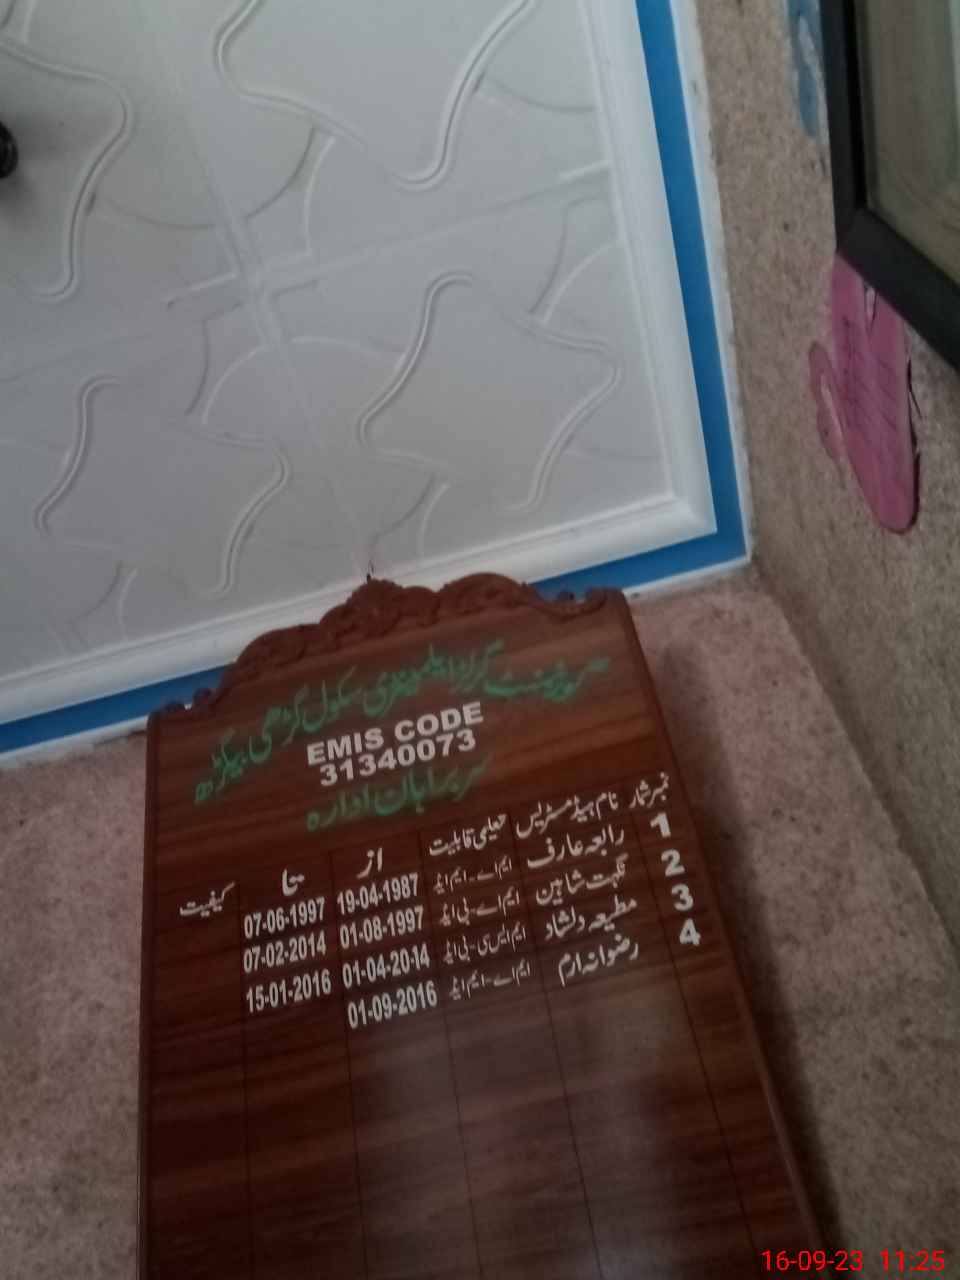 گورنمنٹ گرلز ایلیمنٹری سکول گڑھی بیگڑھ
EMIS CODE
31340073
سربراہان ادارہ
نمبر شمار نام ہیڈ مسٹریس تعلیمی قابلیت از تا کیفیت
1 رابعہ عارف ایم اے۔ایم ایڈ 19-04-1987 07-06-1997
2 نگہت شاہین ایم اے۔بی ایڈ 01-08-1997 07-02-2014
3 مطیعہ دلشاد ایم ایس سی۔بی ایڈ 01-04-2014 15-01-2016
4 رضوانہ ارم ایم اے۔ایم ایڈ 01-09-2016
16-09-23 11:25